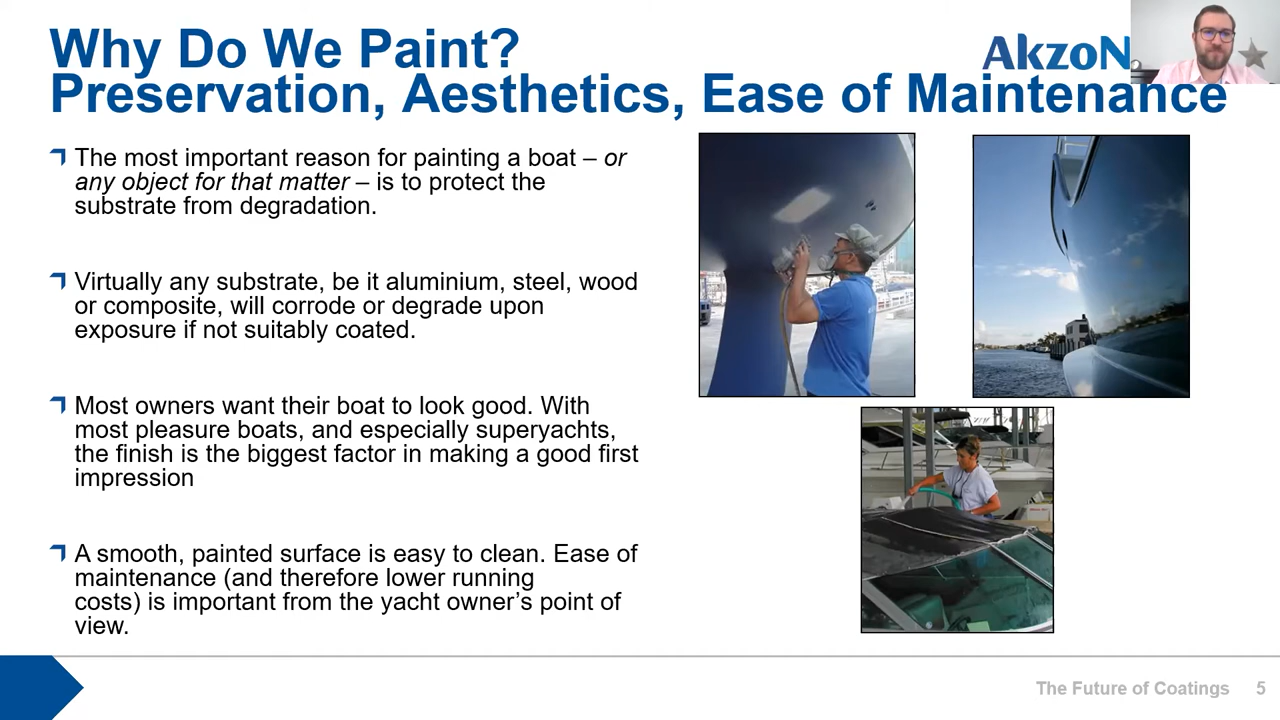 Why Do We Paint?
Preservation, Aesthetics, Ease of Maintenance
AkzoN
The most important reason for painting a boat – or
any object for that matter – is to protect the
substrate from degradation.
Virtually any substrate, be it aluminium, steel, wood
or composite, will corrode or degrade upon
exposure if not suitably coated.
Most owners want their boat to look good. With
most pleasure boats, and especially superyachts,
the finish is the biggest factor in making a good first
impression
A smooth, painted surface is easy to clean. Ease of
maintenance (and therefore lower running
costs) is important from the yacht owner’s point of
view.
The Future of Coatings 5